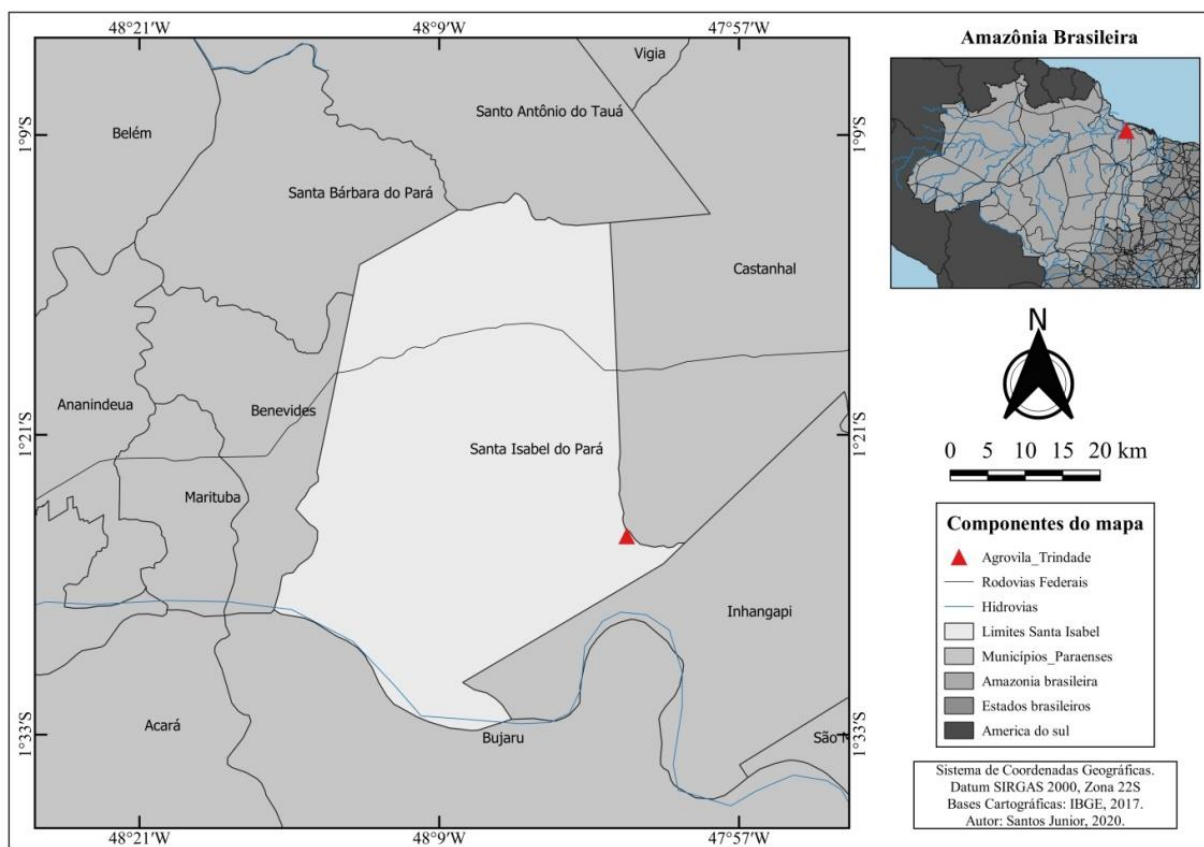 48°21'W
48°9'W
47°57'W
Vigia
Santo Antônio do Tauá
Belém
1°9'S
1°9'S
Santa Bárbara do Pará
Castanhal
Ananindeua
Benevides
1°21'S
1°21'S
Santa Isabel do Pará
Marituba
Inhangapi
Acará
Bujaru
São M
1°33'S
1°33'S
48°21'W
48°9'W
47°57'W
Amazônia Brasileira
N
0 5 10 15 20 km
Componentes do mapa
Agrovila_Trindade
Rodovias Federais
Hidrovias
Limites Santa Isabel
Municípios_Paraenses
Amazonia brasileira
Estados brasileiros
America do sul
Sistema de Coordenadas Geográficas.
Datum SIRGAS 2000, Zona 22S
Bases Cartográficas: IBGE, 2017.
Autor: Santos Junior, 2020.